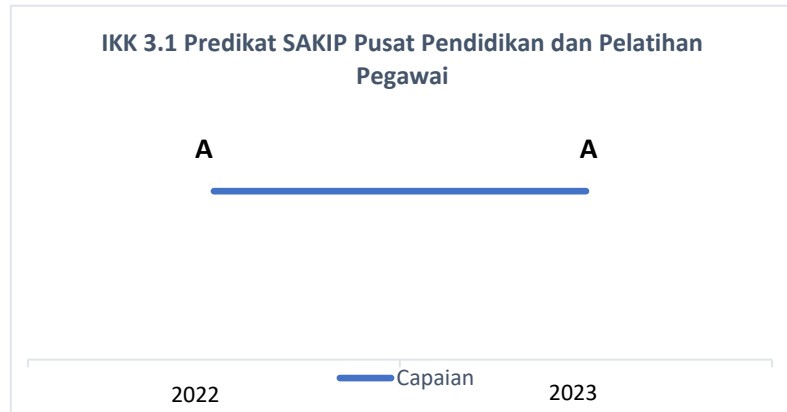 IKK 3.1 Predikat SAKIP Pusat Pendidikan dan Pelatihan
Pegawai
A A
Capaian
2022 2023